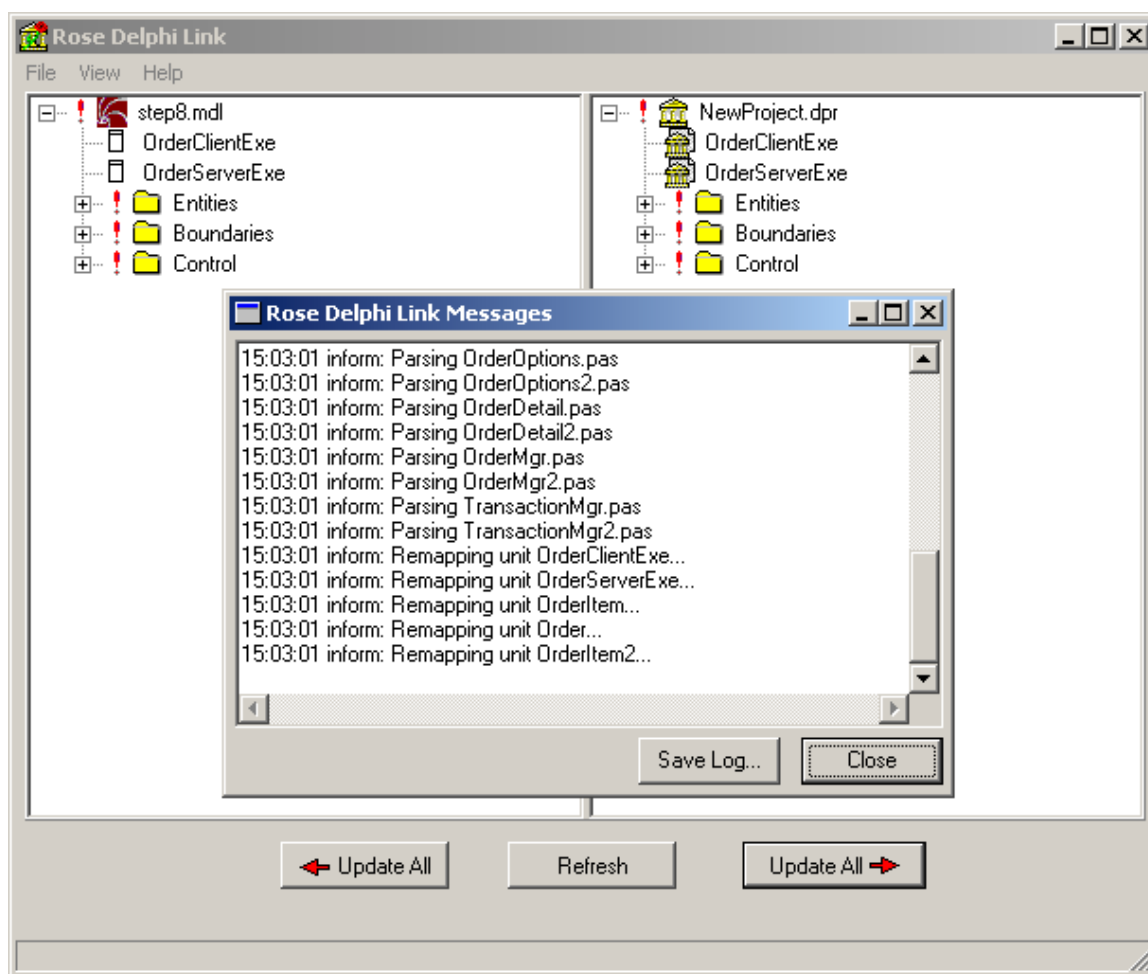 Rose Delphi Link
File View Help
step8.mdl
OrderClientExe
OrderServerExe
Entities
Boundaries
Control
NewProject.dpr
OrderClientExe
OrderServerExe
Entities
Boundaries
Control
Rose Delphi Link Messages
15:03:01 inform: Parsing OrderOptions.pas
15:03:01 inform: Parsing OrderOptions2.pas
15:03:01 inform: Parsing OrderDetail.pas
15:03:01 inform: Parsing OrderDetail2.pas
15:03:01 inform: Parsing OrderMgr.pas
15:03:01 inform: Parsing OrderMgr2.pas
15:03:01 inform: Parsing TransactionMgr.pas
15:03:01 inform: Parsing TransactionMgr2.pas
15:03:01 inform: Remapping unit OrderClientExe...
15:03:01 inform: Remapping unit OrderServerExe...
15:03:01 inform: Remapping unit OrderItem...
15:03:01 inform: Remapping unit Order...
15:03:01 inform: Remapping unit OrderItem2...
Save Log... Close
Update All Refresh Update All